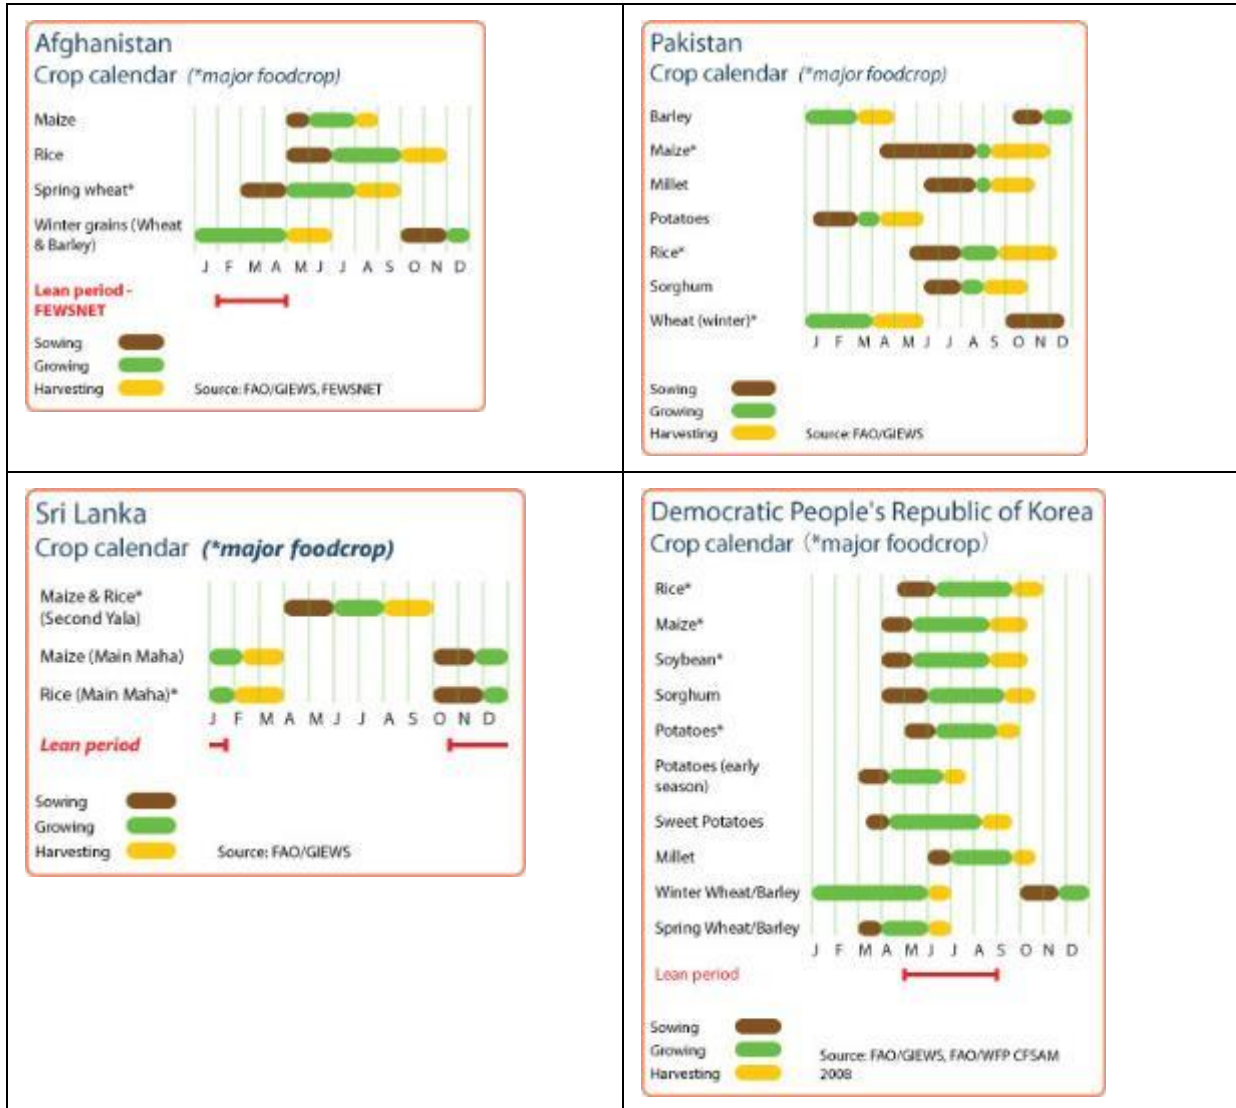 Afghanistan
Crop calendar (*major foodcrop)
Maize
Rice
Spring wheat*
Winter grains (Wheat
& Barley)
J F M A M J J A S O N D
Lean period -
FEWSNET
Sowing
Growing
Harvesting
Source: FAO/GIEWS, FEWSNET
Pakistan
Crop calendar (*major foodcrop)
Barley
Maize*
Millet
Potatoes
Rice*
Sorghum
Wheat (winter)*
J F M A M J J A S O N D
Sowing
Growing
Harvesting
Source: FAO/GIEWS
Sri Lanka
Crop calendar (*major foodcrop)
Maize & Rice*
(Second Yala)
Maize (Main Maha)
Rice (Main Maha)*
J F M A M J J A S O N D
Lean period
Sowing
Growing
Harvesting
Source: FAO/GIEWS
Democratic People's Republic of Korea
Crop calendar (*major foodcrop)
Rice*
Maize*
Soybean*
Sorghum
Potatoes*
Potatoes (early
season)
Sweet Potatoes
Millet
Winter Wheat/Barley
Spring Wheat/Barley
J F M A M J J A S O N D
Lean period
Sowing
Growing
Harvesting
Source: FAO/GIEWS, FAO/WFP CFSAM
2008